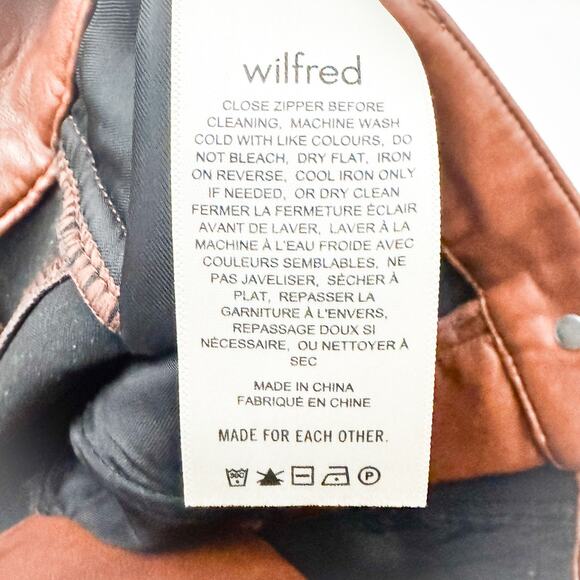 wilfred
CLOSE ZIPPER BEFORE
CLEANING, MACHINE WASH
COLD WITH LIKE COLOURS, DO
NOT BLEACH, DRY FLAT, IRON
ON REVERSE, COOL IRON ONLY
IF NEEDED, OR DRY CLEAN
FERMER LA FERMETURE ÉCLAIR
AVANT DE LAVER, LAVER À LA
MACHINE À L'EAU FROIDE AVEC
COULEURS SEMBLABLES, NE
PAS JAVELISER, SÉCHER À
PLAT, REPASSER LA
GARNITURE À L'ENVERS,
REPASSAGE DOUX SI
NÉCESSAIRE, OU NETTOYER À
SEC
MADE IN CHINA
FABRIQUÉ EN CHINE
MADE FOR EACH OTHER.
30C P